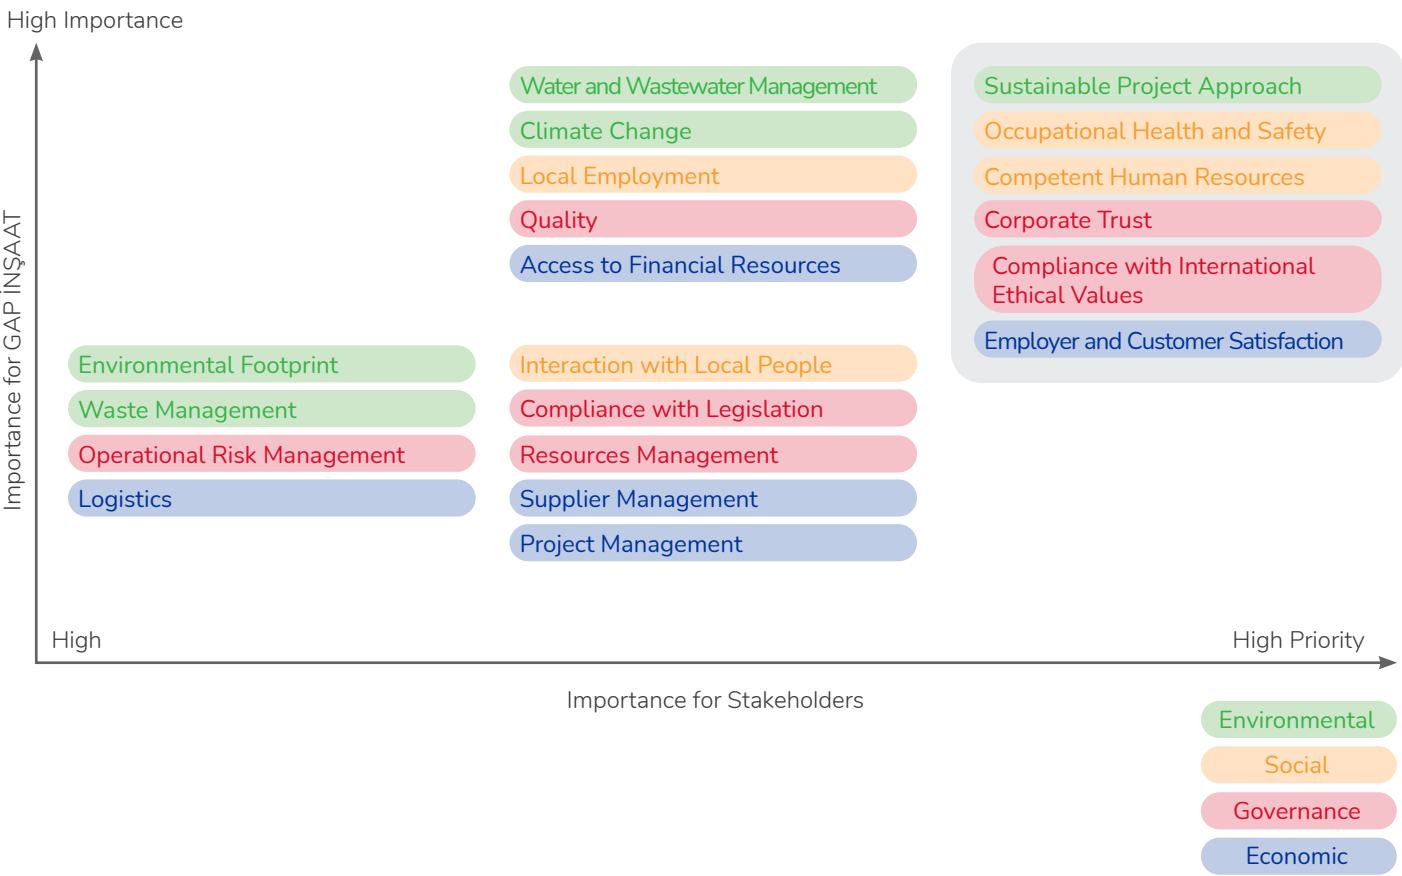 High Importance
Importance for GAP İNŞAAT
Water and Wastewater Management
Climate Change
Local Employment
Quality
Access to Financial Resources
Sustainable Project Approach
Occupational Health and Safety
Competent Human Resources
Corporate Trust
Compliance with International
Ethical Values
Employer and Customer Satisfaction
Environmental Footprint
Waste Management
Operational Risk Management
Logistics
Interaction with Local People
Compliance with Legislation
Resources Management
Supplier Management
Project Management
High
High Priority
Importance for Stakeholders
Environmental
Social
Governance
Economic